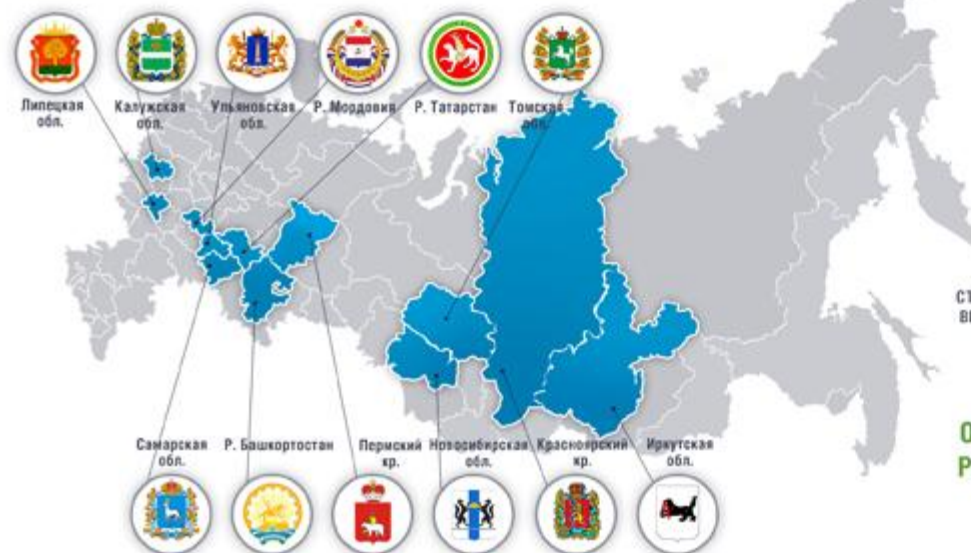 Липецкая
обл.
Калужская
обл.
Ульяновская
обл.
Р. Мордовия
Р. Татарстан
Томская
обл.
Самарская
обл.
Р. Башкортостан
Пермский
кр.
Новосибирская
обл.
Красноярский
кр.
Иркутская
обл.